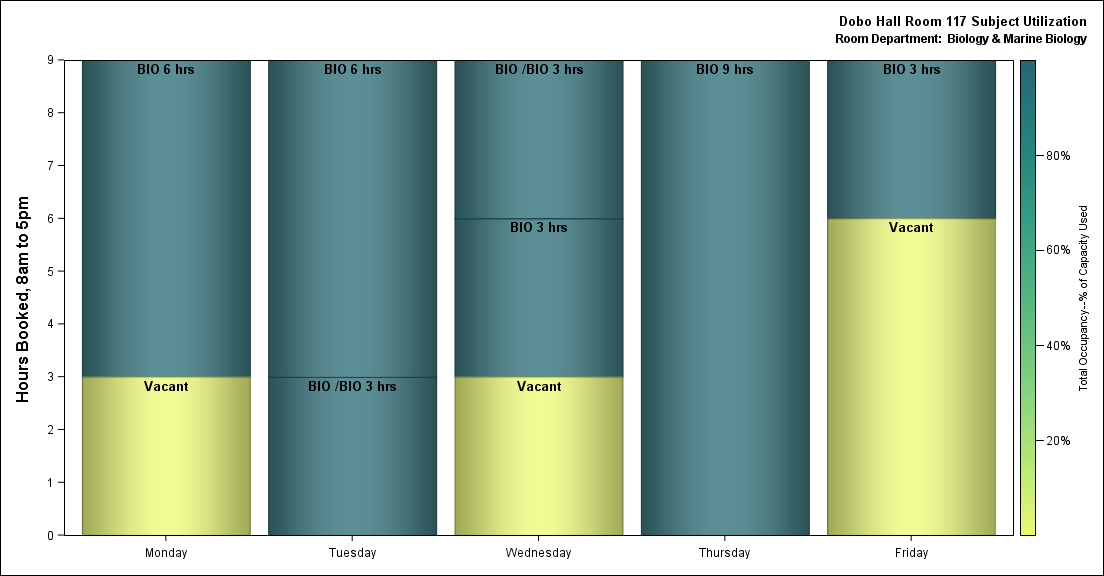 Dobo Hall Room 117 Subject Utilization
Room Department: Biology & Marine Biology
Hours Booked, 8am to 5pm
9
8
7
6
5
4
3
2
1
0
BIO 6 hrs
Vacant
BIO 6 hrs
BIO /BIO 3 hrs
BIO /BIO 3 hrs
BIO 3 hrs
Vacant
BIO 9 hrs
BIO 3 hrs
Vacant
Monday
Tuesday
Wednesday
Thursday
Friday
80%
60%
40%
20%
Total Occupancy--% of Capacity Used